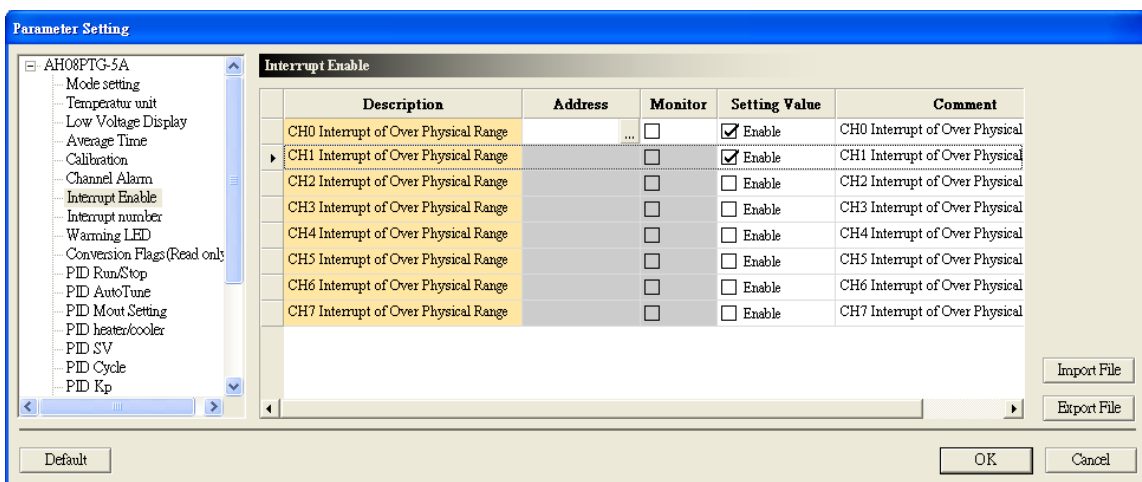 Parameter Setting
AH08PTG-5A
Mode setting
Temperatur unit
Low Voltage Display
Average Time
Calibration
Channel Alarm
Interrupt Enable
Interrupt number
Warming LED
Conversion Flags(Read only
PID Run/Stop
PID AutoTune
PID Mout Setting
PID heater/cooler
PID SV
PID Cycle
PID Kp
Interrupt Enable
Description Address Monitor Setting Value Comment
CH0 Interrupt of Over Physical Range ... Enable CH0 Interrupt of Over Physical
CH1 Interrupt of Over Physical Range Enable CH1 Interrupt of Over Physical
CH2 Interrupt of Over Physical Range Enable CH2 Interrupt of Over Physical
CH3 Interrupt of Over Physical Range Enable CH3 Interrupt of Over Physical
CH4 Interrupt of Over Physical Range Enable CH4 Interrupt of Over Physical
CH5 Interrupt of Over Physical Range Enable CH5 Interrupt of Over Physical
CH6 Interrupt of Over Physical Range Enable CH6 Interrupt of Over Physical
CH7 Interrupt of Over Physical Range Enable CH7 Interrupt of Over Physical
Import File
Export File
Default OK Cancel